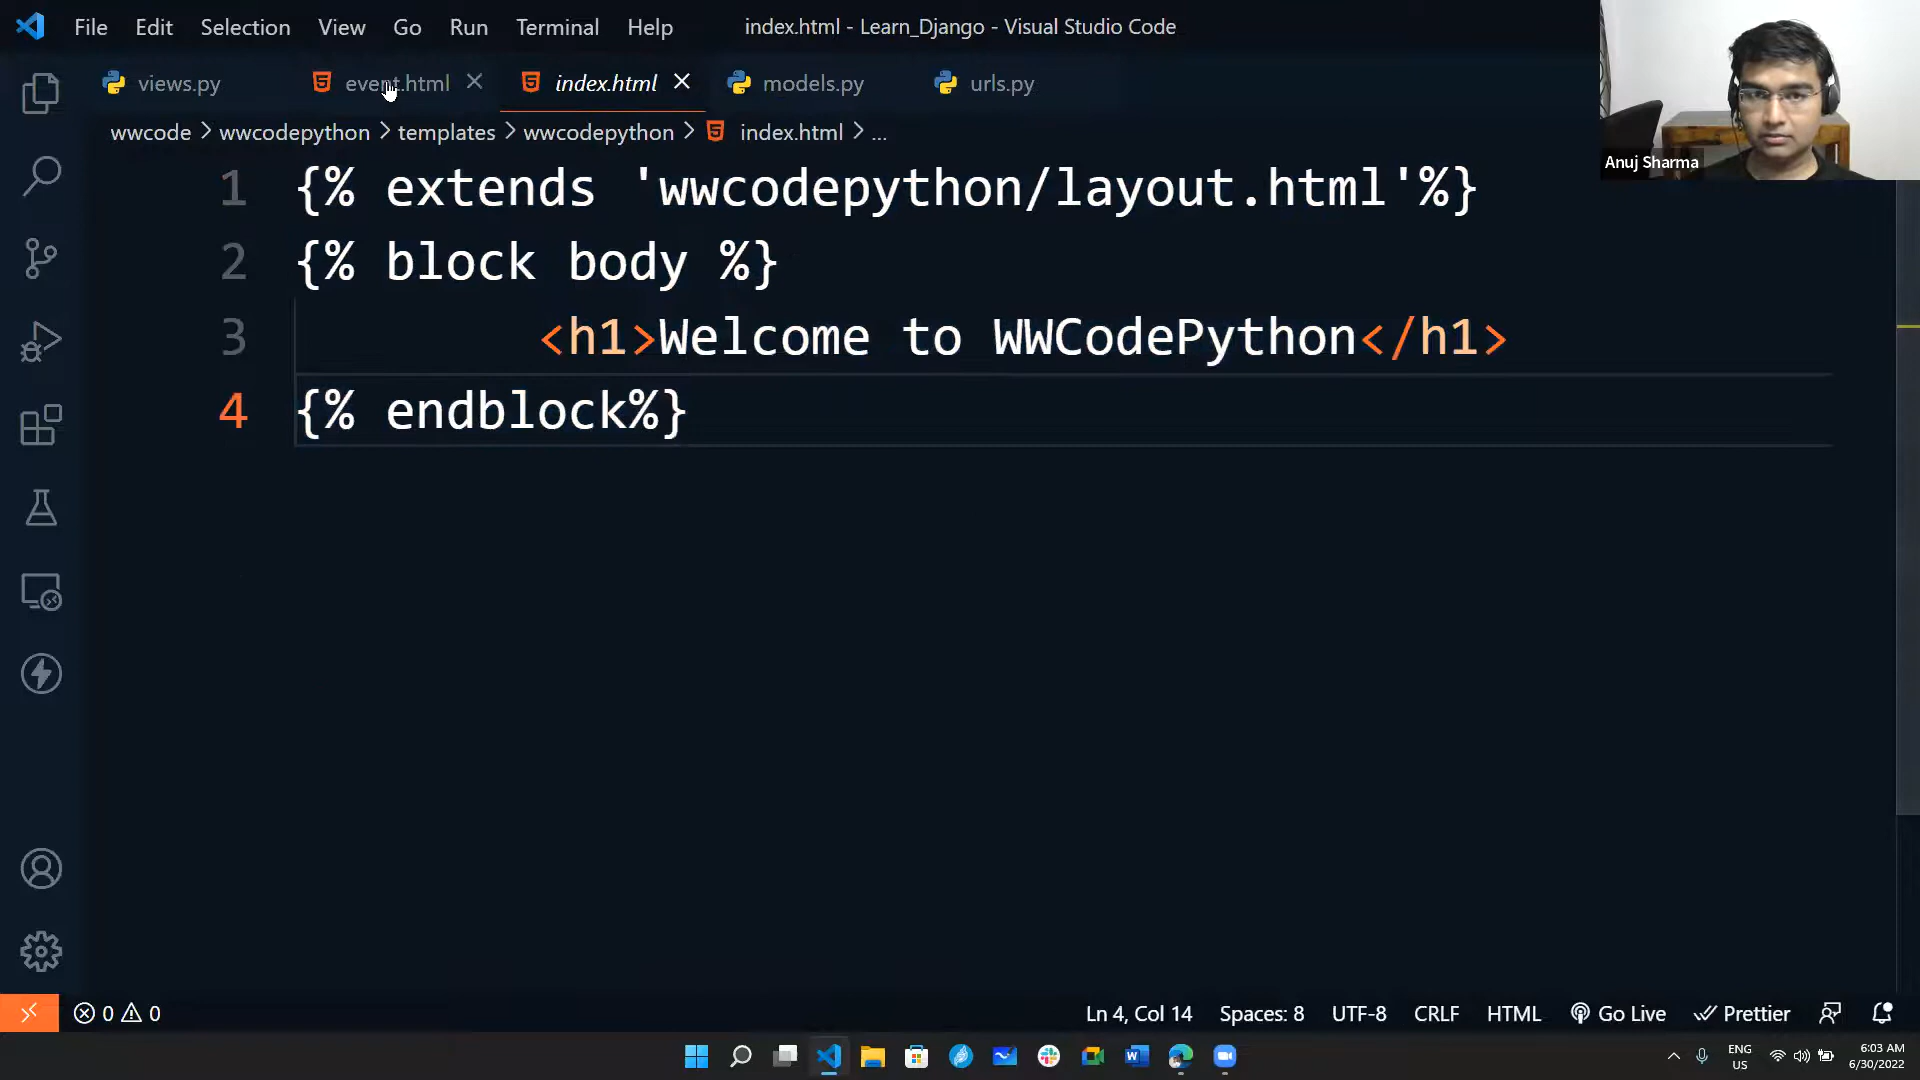 File Edit Selection View Go Run Terminal Help
index.html - Learn_Django - Visual Studio Code
views.py event.html index.html models.py urls.py
Anuj Sharma
wwcode > wwcodepython > templates > wwcodepython > index.html > ...
1 {% extends 'wwcodepython/layout.html'%}
2 {% block body %}
3 <h1>Welcome to WWCodePython</h1>
4 {% endblock%}
0 0
Ln 4, Col 14 Spaces: 8 UTF-8 CRLF HTML Go Live Prettier
ENG
US
6:03 AM
6/30/2022